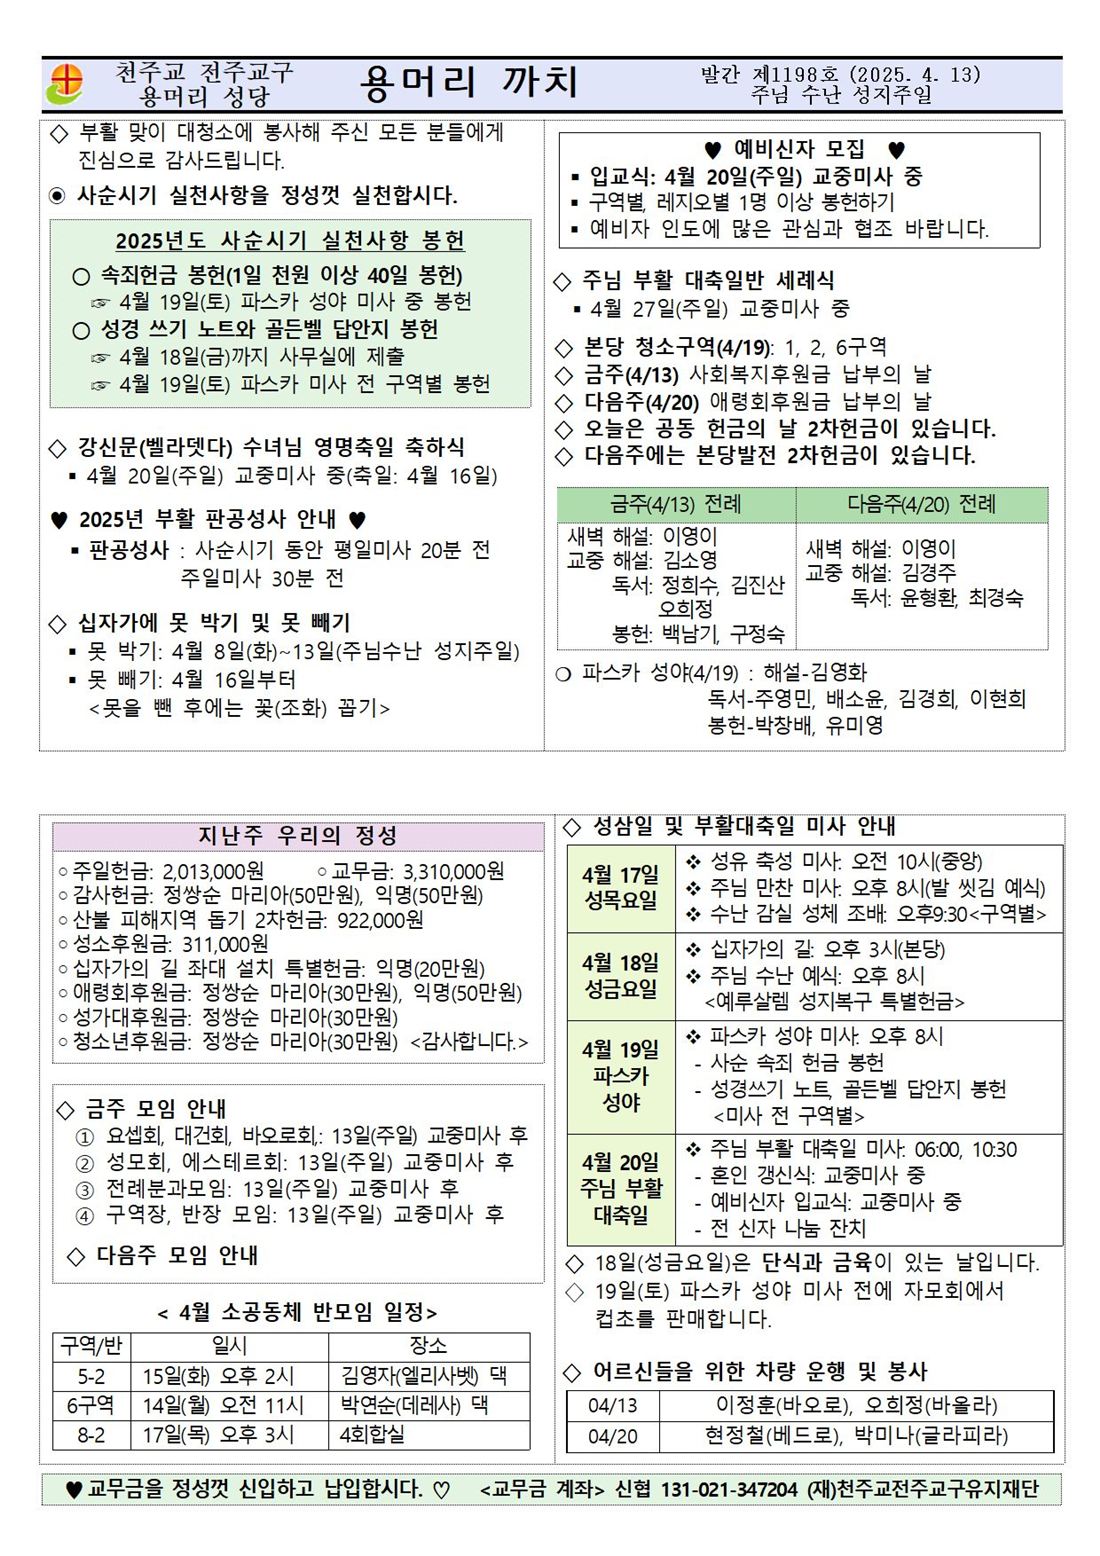 천주교 전주교구
용머리 성당
용머리 까치
발간 제1198호 (2025. 4. 13)
주님 수난 성지주일
◇ 부활 맞이 대청소에 봉사해 주신 모든 분들에게
진심으로 감사드립니다.
◉ 사순시기 실천사항을 정성껏 실천합시다.
2025년도 사순시기 실천사항 봉헌
○ 속죄헌금 봉헌(1일 천원 이상 40일 봉헌)
☞ 4월 19일(토) 파스카 성야 미사 중 봉헌
○ 성경 쓰기 노트와 골든벨 답안지 봉헌
☞ 4월 18일(금)까지 사무실에 제출
☞ 4월 19일(토) 파스카 미사 전 구역별 봉헌
◇ 강신문(벨라뎃다) 수녀님 영명축일 축하식
▪ 4월 20일(주일) 교중미사 중(축일: 4월 16일)
♥ 2025년 부활 판공성사 안내 ♥
▪ 판공성사 : 사순시기 동안 평일미사 20분 전
주일미사 30분 전
◇ 십자가에 못 박기 및 못 빼기
▪ 못 박기: 4월 8일(화)~13일(주님수난 성지주일)
▪ 못 빼기: 4월 16일부터
<못을 뺀 후에는 꽃(조화) 꼽기>
♥ 예비신자 모집 ♥
▪ 입교식: 4월 20일(주일) 교중미사 중
▪ 구역별, 레지오별 1명 이상 봉헌하기
▪ 예비자 인도에 많은 관심과 협조 바랍니다.
◇ 주님 부활 대축일반 세례식
▪ 4월 27일(주일) 교중미사 중
◇ 본당 청소구역(4/19): 1, 2, 6구역
◇ 금주(4/13) 사회복지후원금 납부의 날
◇ 다음주(4/20) 애령회후원금 납부의 날
◇ 오늘은 공동 헌금의 날 2차헌금이 있습니다.
◇ 다음주에는 본당발전 2차헌금이 있습니다.
금주(4/13) 전례
새벽 해설: 이영이
교중 해설: 김소영
독서: 정희수, 김진산
오희정
봉헌: 백남기, 구정숙
다음주(4/20) 전례
새벽 해설: 이영이
교중 해설: 김경주
독서: 윤형환, 최경숙
❍ 파스카 성야(4/19) : 해설-김영화
독서-주영민, 배소윤, 김경희, 이현희
봉헌-박창배, 유미영
지난주 우리의 정성
○ 주일헌금: 2,013,000원 ○ 교무금: 3,310,000원
○ 감사헌금: 정쌍순 마리아(50만원), 익명(50만원)
○ 산불 피해지역 돕기 2차헌금: 922,000원
○ 성소후원금: 311,000원
○ 십자가의 길 좌대 설치 특별헌금: 익명(20만원)
○ 애령회후원금: 정쌍순 마리아(30만원), 익명(50만원)
○ 성가대후원금: 정쌍순 마리아(30만원)
○ 청소년후원금: 정쌍순 마리아(30만원) <감사합니다.>
◇ 금주 모임 안내
① 요셉회, 대건회, 바오로회,: 13일(주일) 교중미사 후
② 성모회, 에스테르회: 13일(주일) 교중미사 후
③ 전례분과모임: 13일(주일) 교중미사 후
④ 구역장, 반장 모임: 13일(주일) 교중미사 후
◇ 다음주 모임 안내
< 4월 소공동체 반모임 일정>
구역/반 일시 장소
5-2 15일(화) 오후 2시 김영자(엘리사벳) 댁
6구역 14일(월) 오전 11시 박연순(데레사) 댁
8-2 17일(목) 오후 3시 4회합실
◇ 성삼일 및 부활대축일 미사 안내
4월 17일
성목요일
❖ 성유 축성 미사: 오전 10시(중앙)
❖ 주님 만찬 미사: 오후 8시(발 씻김 예식)
❖ 수난 감실 성체 조배: 오후9:30<구역별>
4월 18일
성금요일
❖ 십자가의 길: 오후 3시(본당)
❖ 주님 수난 예식: 오후 8시
<예루살렘 성지복구 특별헌금>
4월 19일
파스카
성야
❖ 파스카 성야 미사: 오후 8시
- 사순 속죄 헌금 봉헌
- 성경쓰기 노트, 골든벨 답안지 봉헌
<미사 전 구역별>
4월 20일
주님 부활
대축일
❖ 주님 부활 대축일 미사: 06:00, 10:30
- 혼인 갱신식: 교중미사 중
- 예비신자 입교식: 교중미사 중
- 전 신자 나눔 잔치
◇ 18일(성금요일)은 단식과 금육이 있는 날입니다.
◇ 19일(토) 파스카 성야 미사 전에 자모회에서
컵초를 판매합니다.
◇ 어르신들을 위한 차량 운행 및 봉사
04/13 이정훈(바오로), 오희정(바올라)
04/20 현정철(베드로), 박미나(글라피라)
♥ 교무금을 정성껏 신입하고 납입합시다. ♡ <교무금 계좌> 신협 131-021-347204 (재)천주교전주교구유지재단